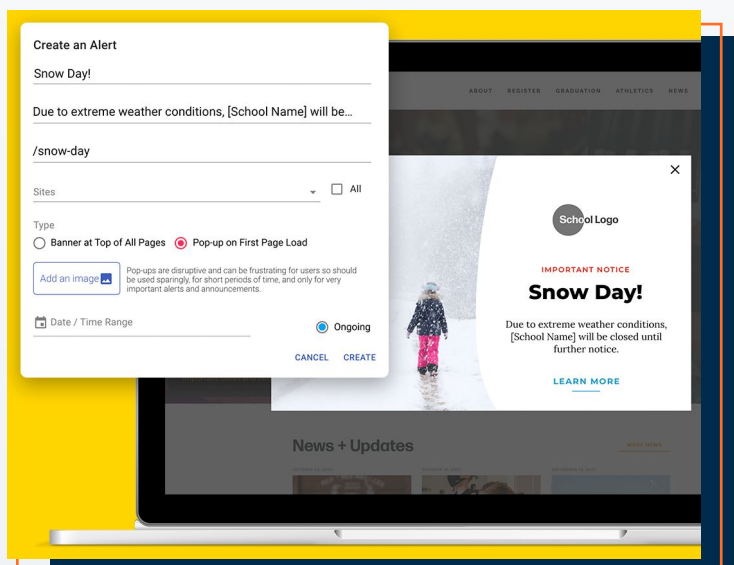 Create an Alert
Snow Day!
Due to extreme weather conditions, [School Name] will be...
/snow-day
Sites
All
Type
Banner at Top of All Pages
Pop-up on First Page Load
Add an image
Pop-ups are disruptive and can be frustrating for users so should
be used sparingly, for short periods of time, and only for very
important alerts and announcements.
Date / Time Range
Ongoing
CANCEL CREATE
ABOUT REGISTER GRADUATION ATHLETICS NEWS
School Logo
IMPORTANT NOTICE
Snow Day!
Due to extreme weather conditions,
[School Name] will be closed until
further notice.
LEARN MORE
News + Updates
MORE NEWS